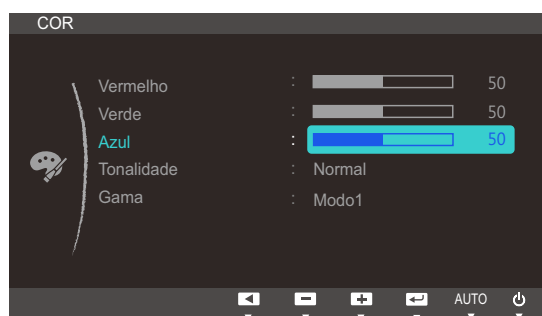 COR
Vermelho : 50
Verde : 50
Azul : 50
Tonalidade : Normal
Gama : Modo1
AUTO